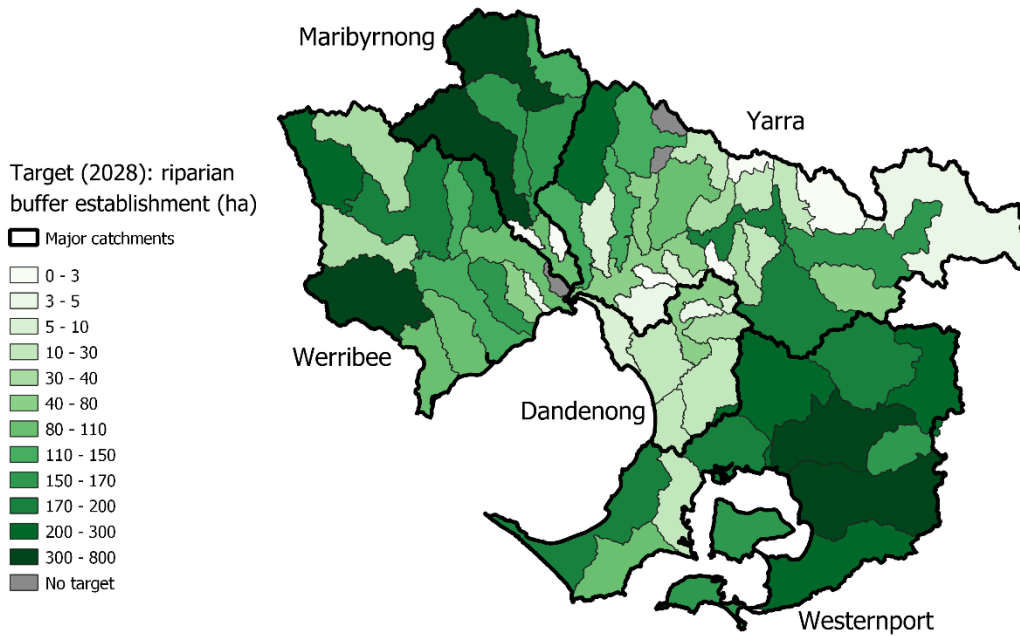 Maribyrnong
Yarra
Target (2028): riparian
buffer establishment (ha)
Major catchments
0 - 3
3 - 5
5 - 10
10 - 30
30 - 40
40 - 80
80 - 110
110 - 150
150 - 170
170 - 200
200 - 300
300 - 800
No target
Werribee
Dandenong
Westernport